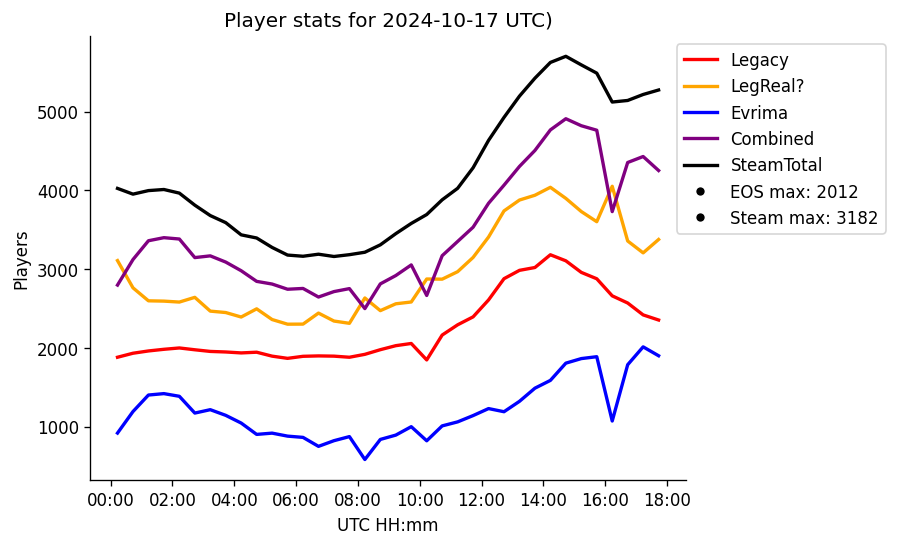 Player stats for 2024-10-17 UTC)
Legacy
LegReal?
Evrima
Combined
SteamTotal
EOS max: 2012
Steam max: 3182
5000
4000
3000
2000
1000
Players
00:00 02:00 04:00 06:00 08:00 10:00 12:00 14:00 16:00 18:00
UTC HH:mm